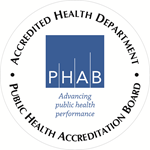 ACCREDITED HEALTH DEPARTMENT
PHAB
Advancing
public health
performance
PUBLIC HEALTH ACCREDITATION BOARD